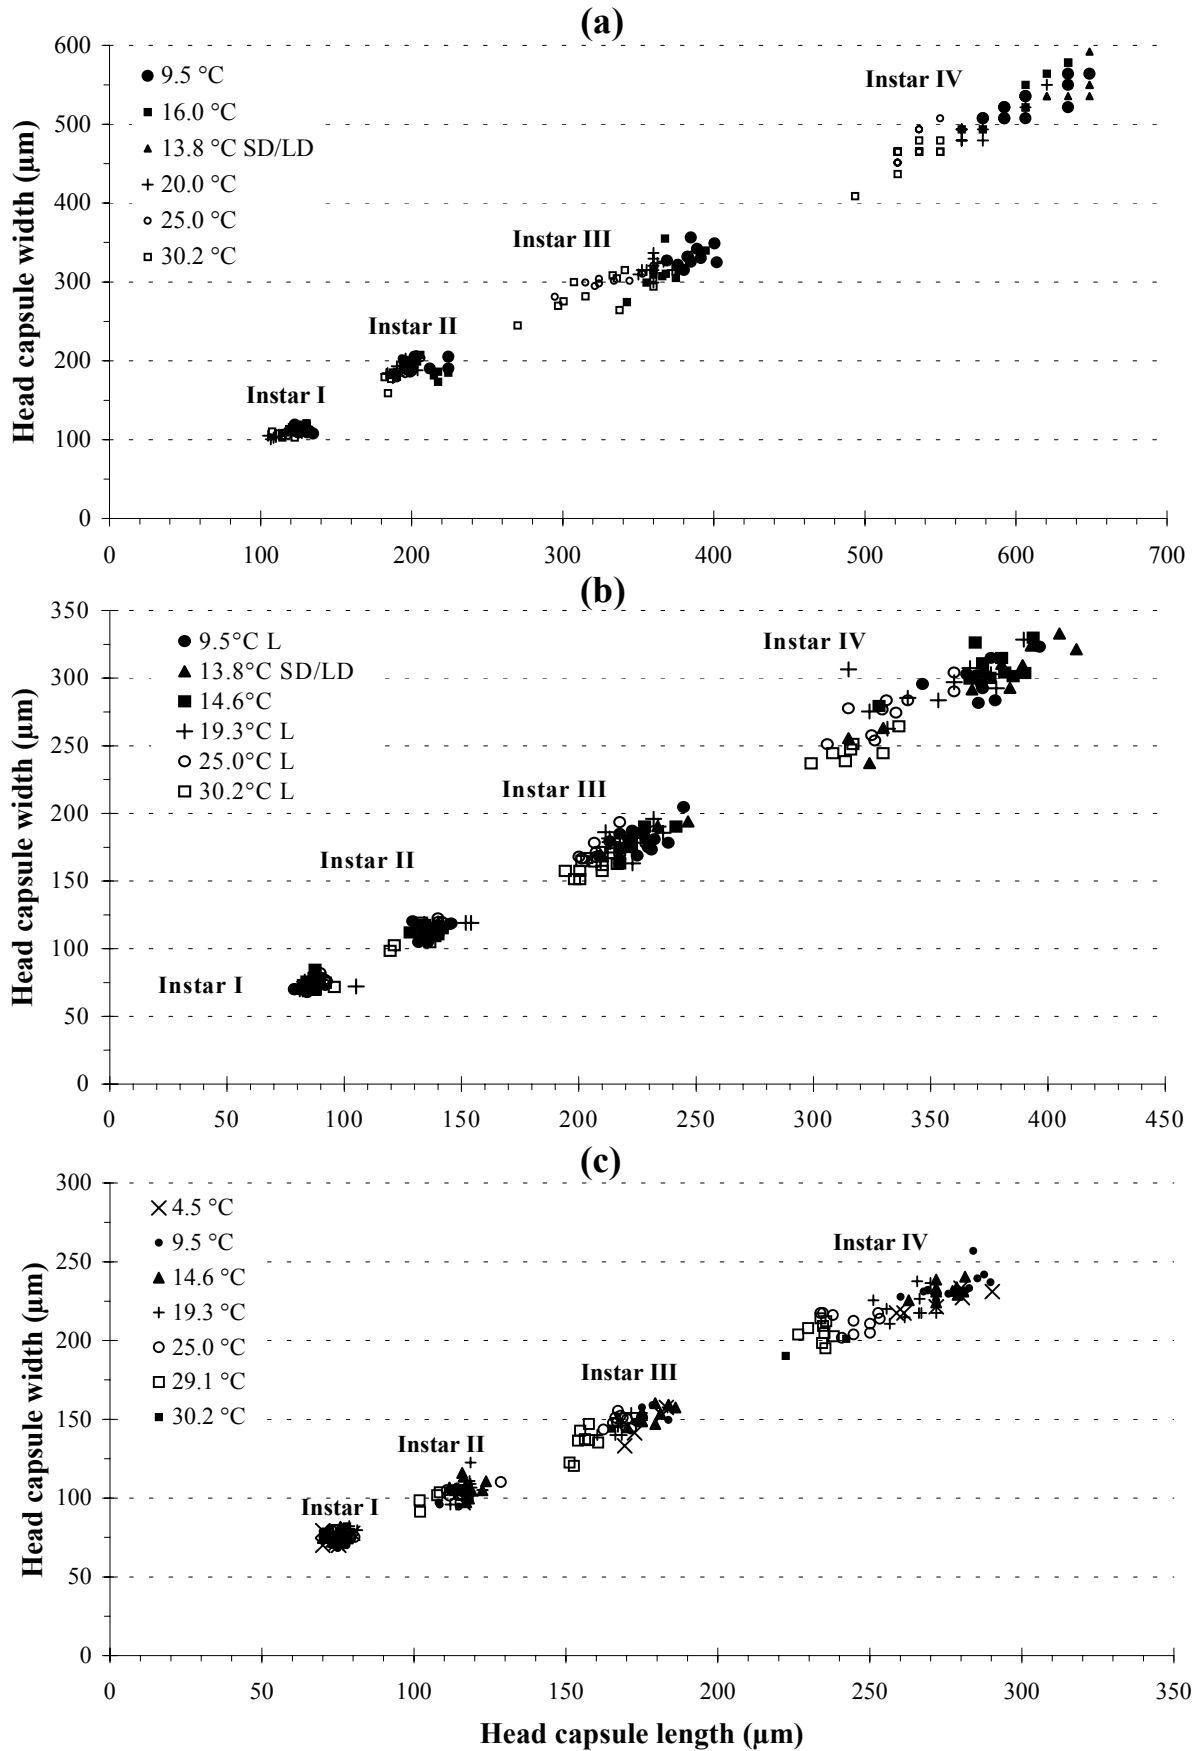 (a)
600
500
400
300
200
100
0
Head capsule width (µm)
9.5 °C
16.0 °C
13.8 °C SD/LD
20.0 °C
25.0 °C
30.2 °C
Instar IV
Instar III
Instar II
Instar I
0 100 200 300 400 500 600 700
(b)
350
300
250
200
150
100
50
0
Head capsule width (µm)
9.5°C L
13.8°C SD/LD
14.6°C
19.3°C L
25.0°C L
30.2°C L
Instar IV
Instar III
Instar II
Instar I
0 50 100 150 200 250 300 350 400 450
(c)
300
250
200
150
100
50
0
Head capsule width (µm)
4.5 °C
9.5 °C
14.6 °C
19.3 °C
25.0 °C
29.1 °C
30.2 °C
Instar IV
Instar III
Instar II
Instar I
0 50 100 150 200 250 300 350
Head capsule length (µm)